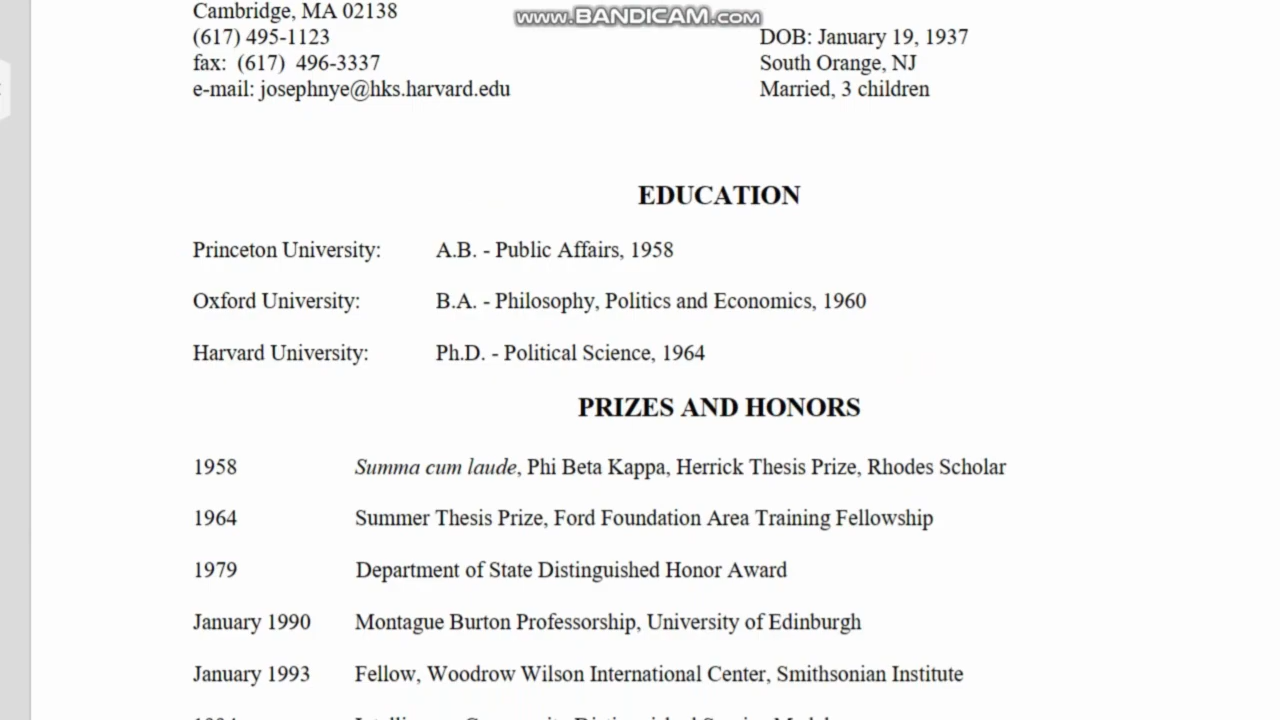 www.BANDICAM.com
Cambridge, MA 02138
(617) 495-1123
DOB: January 19, 1937
fax: (617) 496-3337
South Orange, NJ
e-mail: josephnye@hks.harvard.edu
Married, 3 children
EDUCATION
Princeton University: A.B. - Public Affairs, 1958
Oxford University: B.A. - Philosophy, Politics and Economics, 1960
Harvard University: Ph.D. - Political Science, 1964
PRIZES AND HONORS
1958 Summa cum laude, Phi Beta Kappa, Herrick Thesis Prize, Rhodes Scholar
1964 Summer Thesis Prize, Ford Foundation Area Training Fellowship
1979 Department of State Distinguished Honor Award
January 1990 Montague Burton Professorship, University of Edinburgh
January 1993 Fellow, Woodrow Wilson International Center, Smithsonian Institute